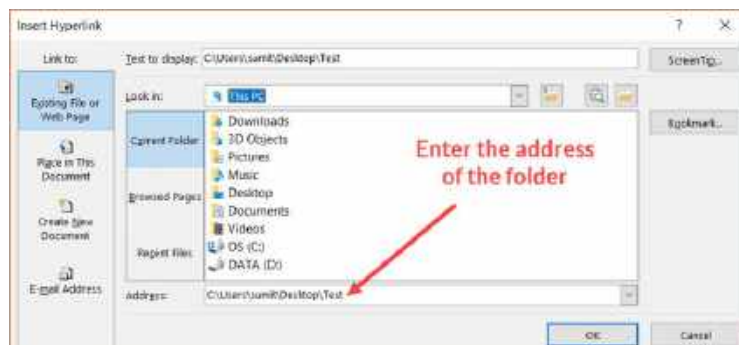 Insert Hyperlink
? ×
Link to:
Text to display: C:\Users\sumit\Desktop\Test
ScreenTip...
Existing File or
Web Page
Look in:
This PC
Bookmark...
Current Folder
Downloads
3D Objects
Pictures
Music
Desktop
Documents
Videos
OS (C:)
DATA (D:)
Enter the address
of the folder
Place in This
Document
Browsed Pages
Create New
Document
Recent Files
E-mail Address
Address:
C:\Users\sumit\Desktop\Test
OK
Cancel